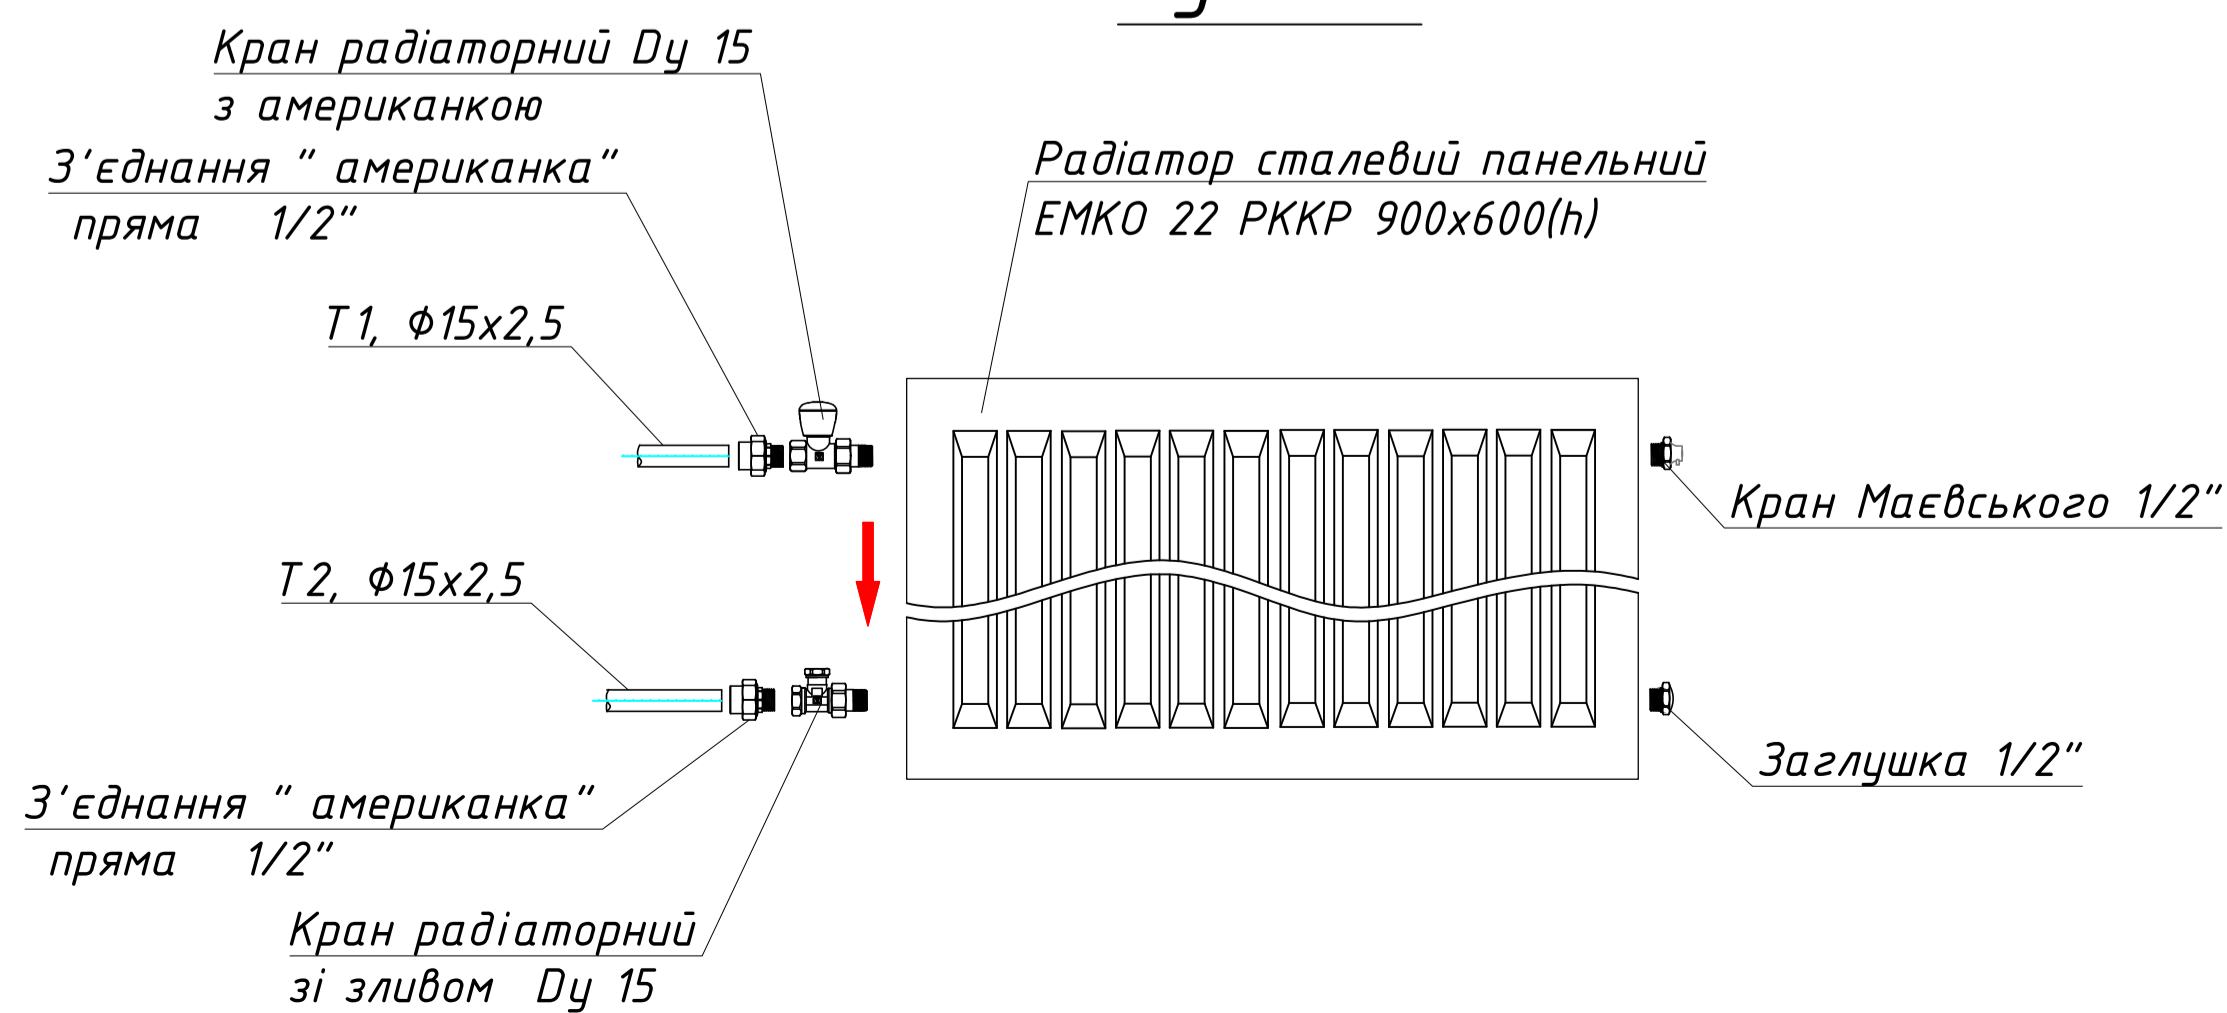 Кран радіаторний Dy 15
з американкою
З'єднання " американка"
пряма 1/2"
Радіатор сталевий панельний
ЕМКО 22 РККР 900х600(h)
Т1, Ф15х2,5
Кран Маєвського 1/2"
Т2, Ф15х2,5
Заглушка 1/2"
З'єднання " американка"
пряма 1/2"
Кран радіаторний
зі зливом Dy 15